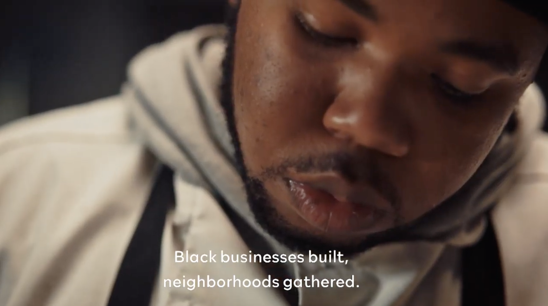 Black businesses built,
neighborhoods gathered.